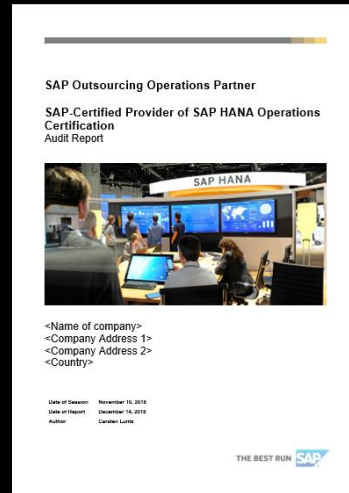 SAP Outsourcing Operations Partner
SAP-Certified Provider of SAP HANA Operations
Certification
Audit Report
SAP HANA
<Name of company>
<Company Address 1>
<Company Address 2>
<Country>
Date of Session November 10, 2018
Date of Report December 14, 2018
Author Carsten Luntz
THE BEST RUN SAP